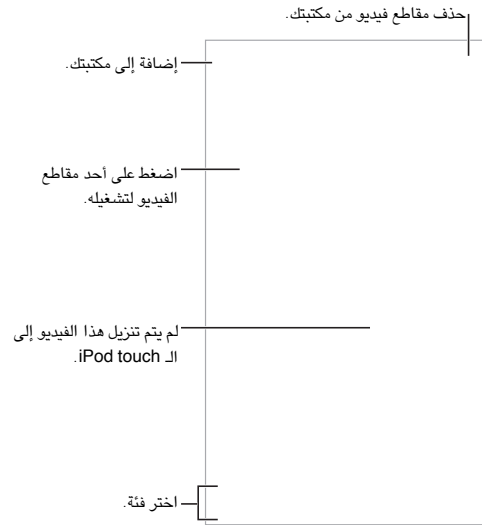 حذف مقاطع فيديو من مكتبتك.
إضافة إلى مكتبتك.
اضغط على أحد مقاطع
الفيديو لتشغيله.
لم يتم تنزيل هذا الفيديو إلى
الـ iPod touch.
اختر فئة.